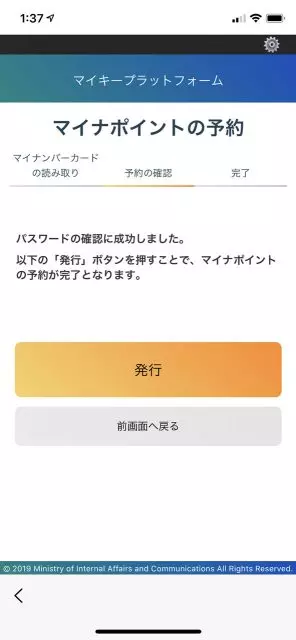 1:37
マイキープラットフォーム
マイナポイントの予約
マイナンバーカード
の読み取り
予約の確認
完了
パスワードの確認に成功しました。
以下の「発行」ボタンを押すことで、マイナポイント
の予約が完了となります。
発行
前画面へ戻る
© 2019 Ministry of Internal Affairs and Communications All Rights Reserved.